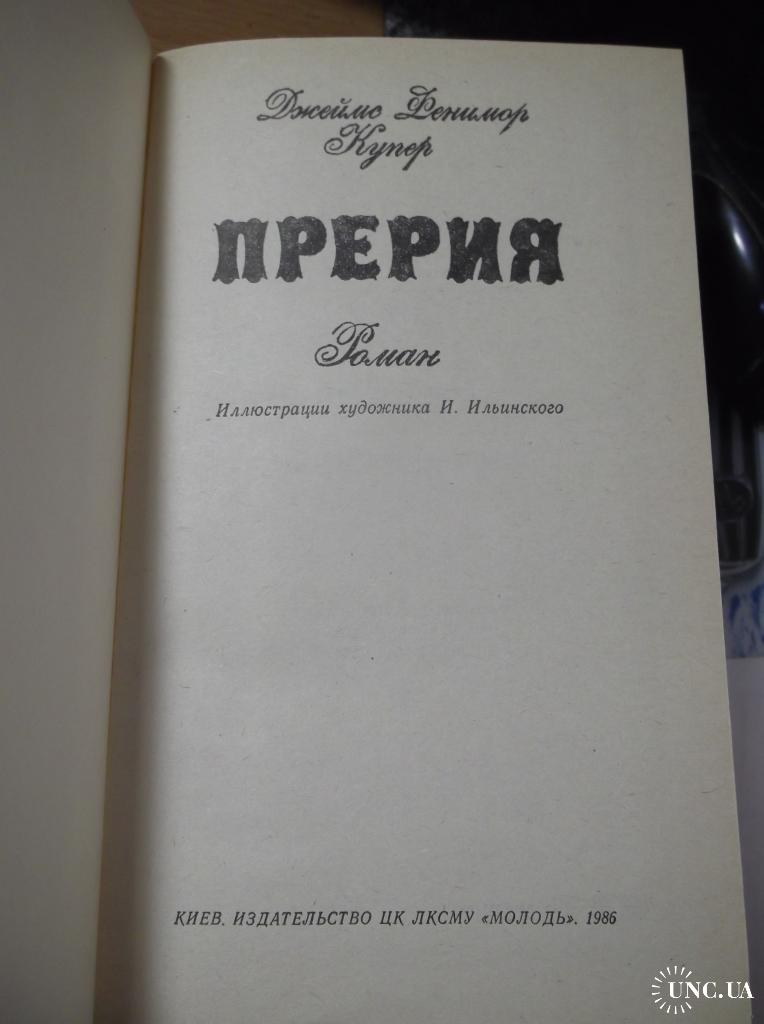 Джеймс Фенимор
Купер
ПРЕРИЯ
Роман
Иллюстрации художника И. Ильинского
КИЕВ. ИЗДАТЕЛЬСТВО ЦК ЛКСМУ «МОЛОДЬ». 1986
UNC.UA